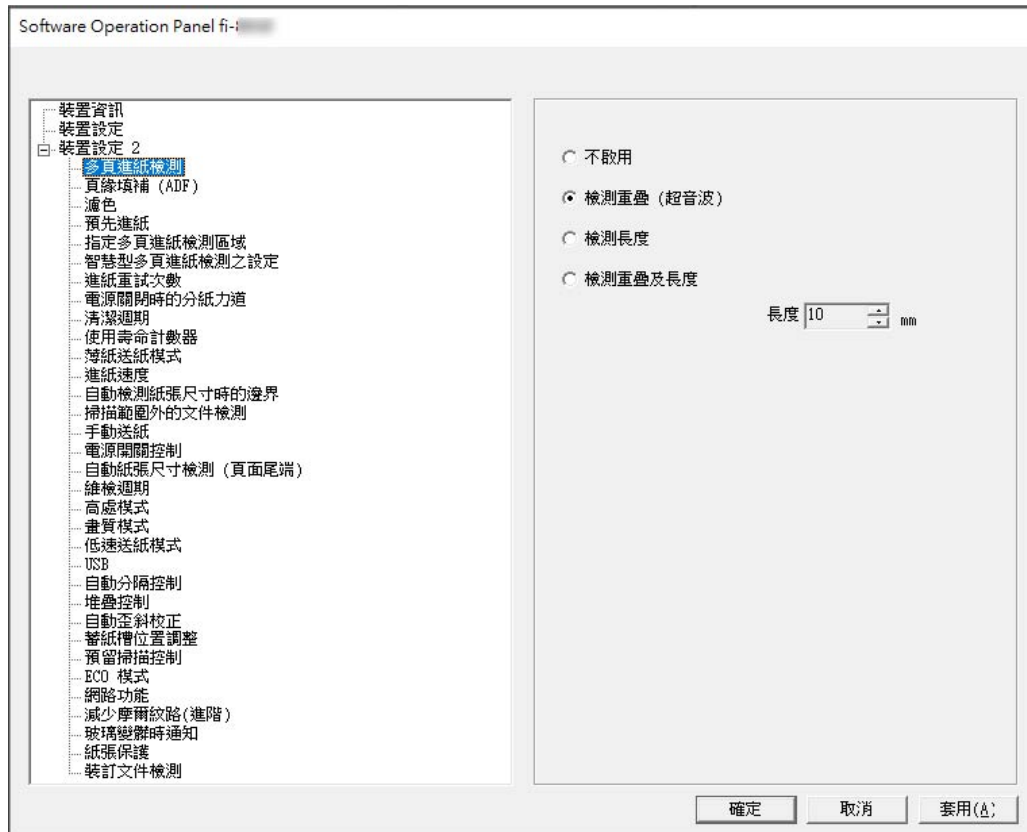 Software Operation Panel fi-
裝置資訊
裝置設定
裝置設定 2
多頁進紙檢測
頁緣填補 (ADF)
濾色
預先進紙
指定多頁進紙檢測區域
智慧型多頁進紙檢測之設定
進紙重試次數
電源關閉時的分紙力道
清潔週期
使用壽命計數器
薄紙送紙模式
進紙速度
自動檢測紙張尺寸時的邊界
掃描範圍外的文件檢測
手動送紙
電源開關控制
自動紙張尺寸檢測 (頁面尾端)
維檢週期
高處模式
畫質模式
低速送紙模式
USB
自動分隔控制
堆疊控制
自動歪斜校正
蓄紙槽位置調整
預留掃描控制
ECO 模式
網路功能
減少摩爾紋路(進階)
玻璃變髒時通知
紙張保護
裝訂文件檢測
不啟用
檢測重疊 (超音波)
檢測長度
檢測重疊及長度
長度 10 mm
確定 取消 套用(A)